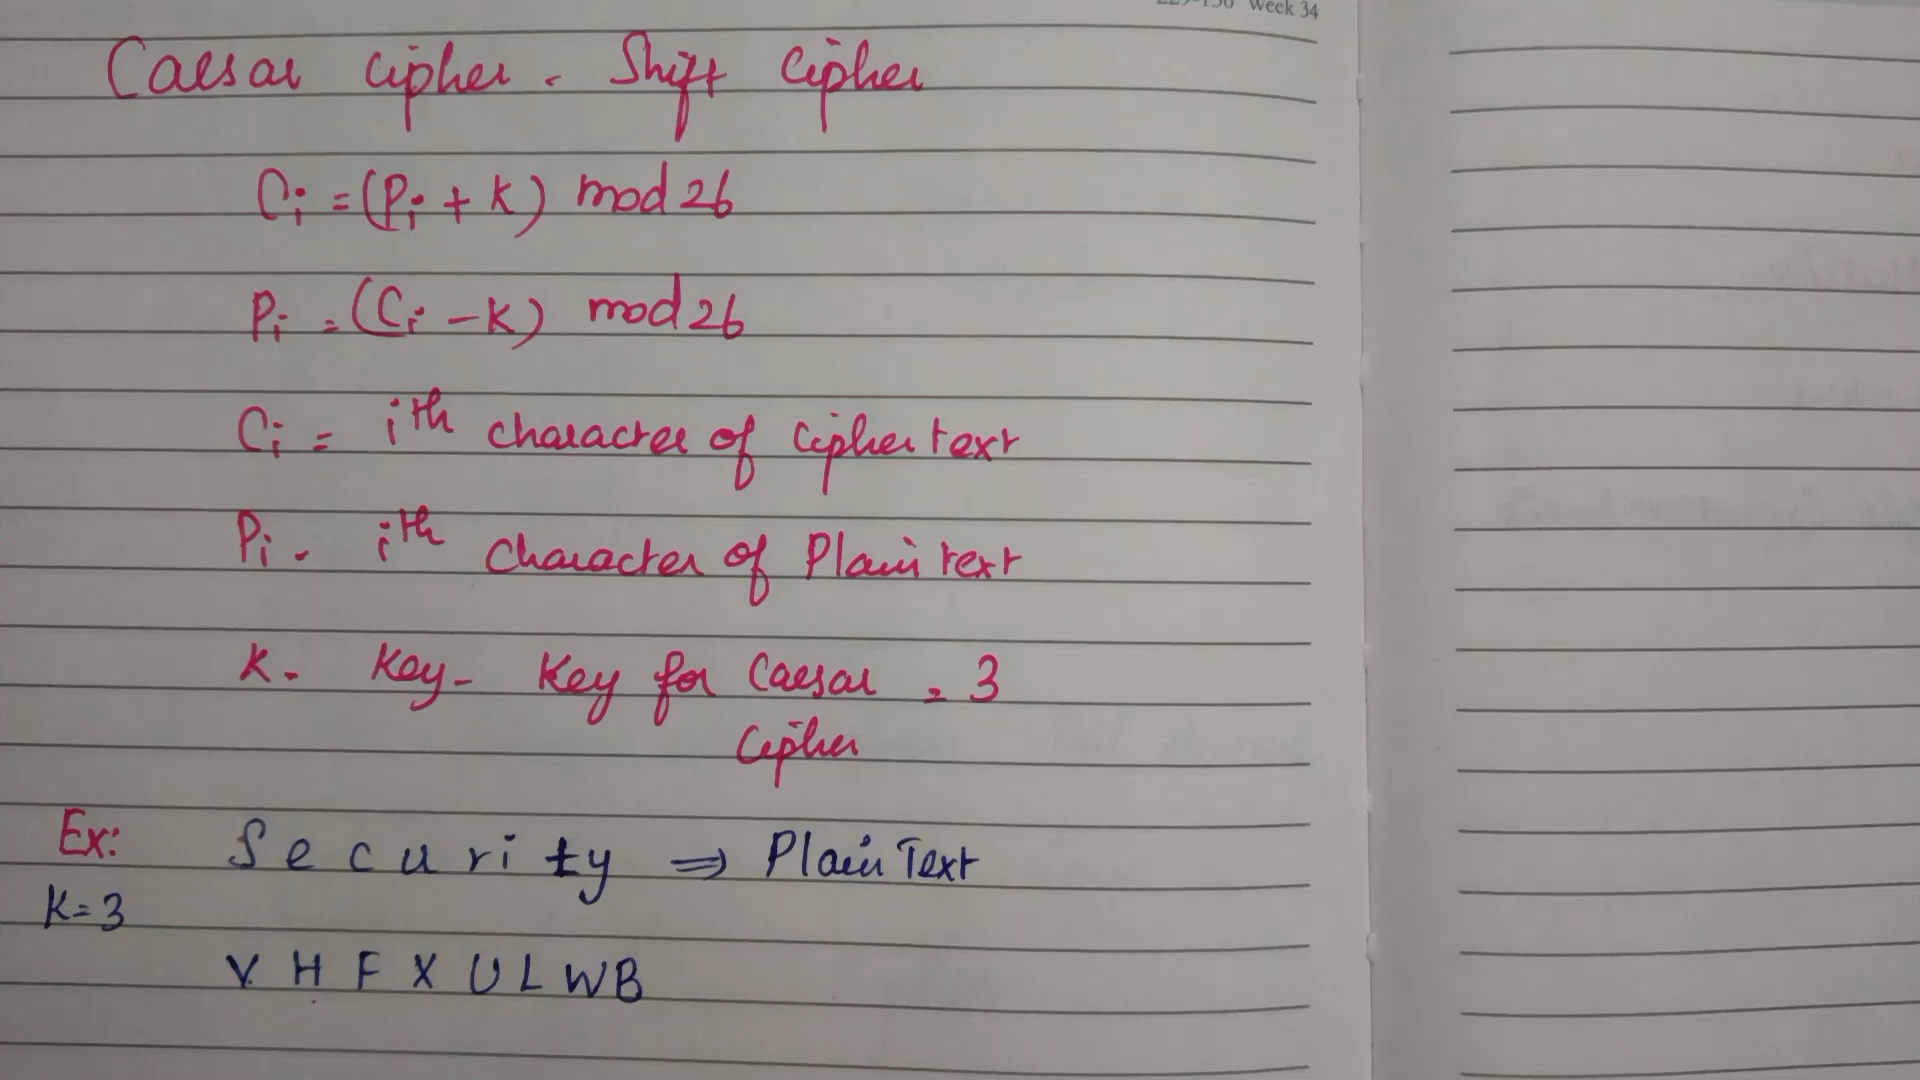 Week 34
Caesar Cipher - Shift Cipher
Ci = (Pi + K) mod 26
Pi = (Ci - K) mod 26
Ci = ith character of Cipher text
Pi - ith Character of Plain text
K - Key - Key for Caesar = 3
Cipher
Ex: Security ⇒ Plain Text
K=3
V H F X U L W B